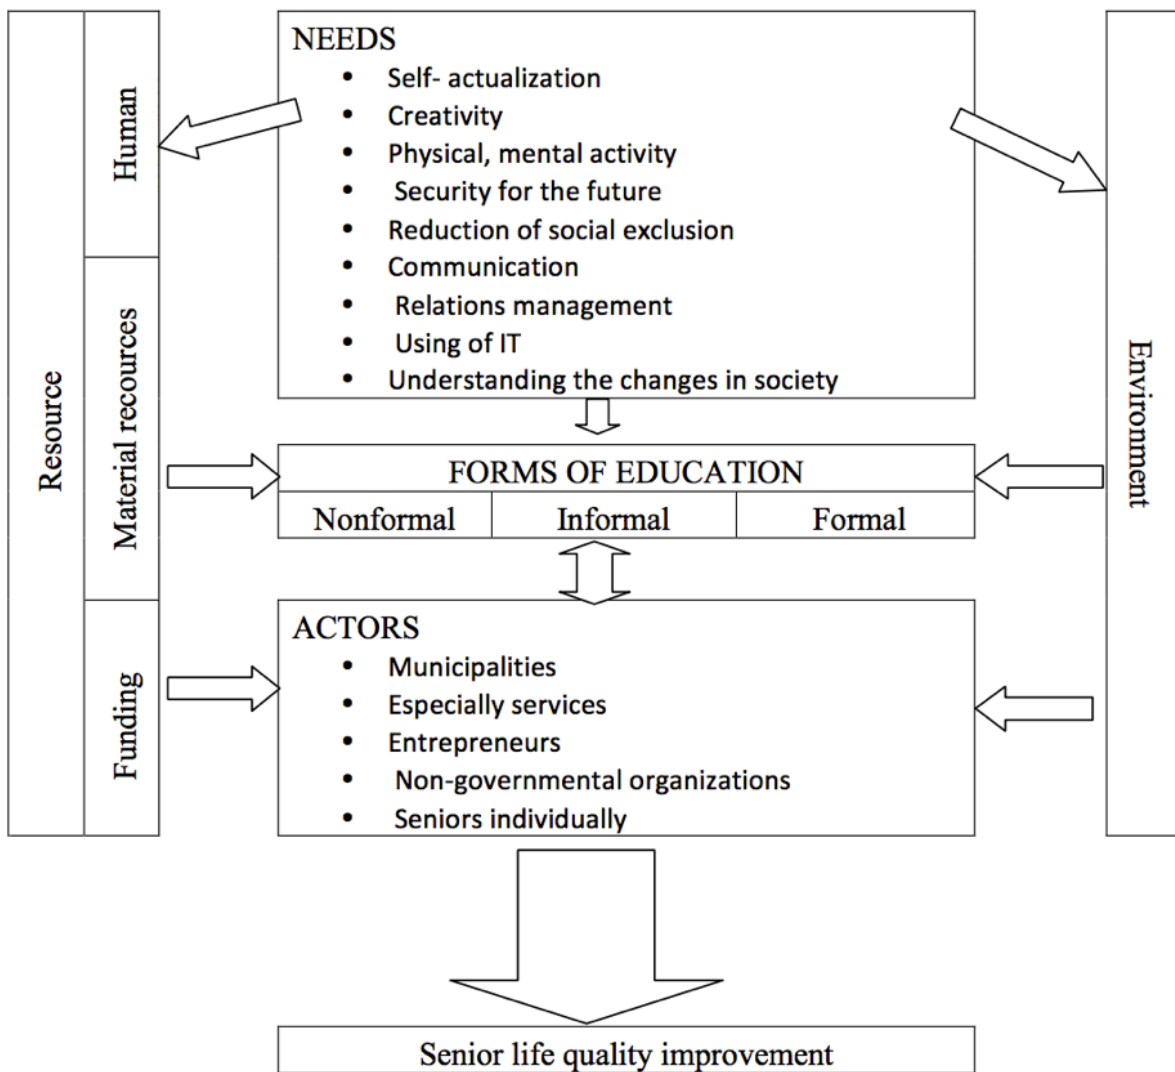 Resource
Human
Material recources
Funding
NEEDS
• Self- actualization
• Creativity
• Physical, mental activity
• Security for the future
• Reduction of social exclusion
• Communication
• Relations management
• Using of IT
• Understanding the changes in society
FORMS OF EDUCATION
Nonformal
Informal
Formal
ACTORS
• Municipalities
• Especially services
• Entrepreneurs
• Non-governmental organizations
• Seniors individually
Environment
Senior life quality improvement